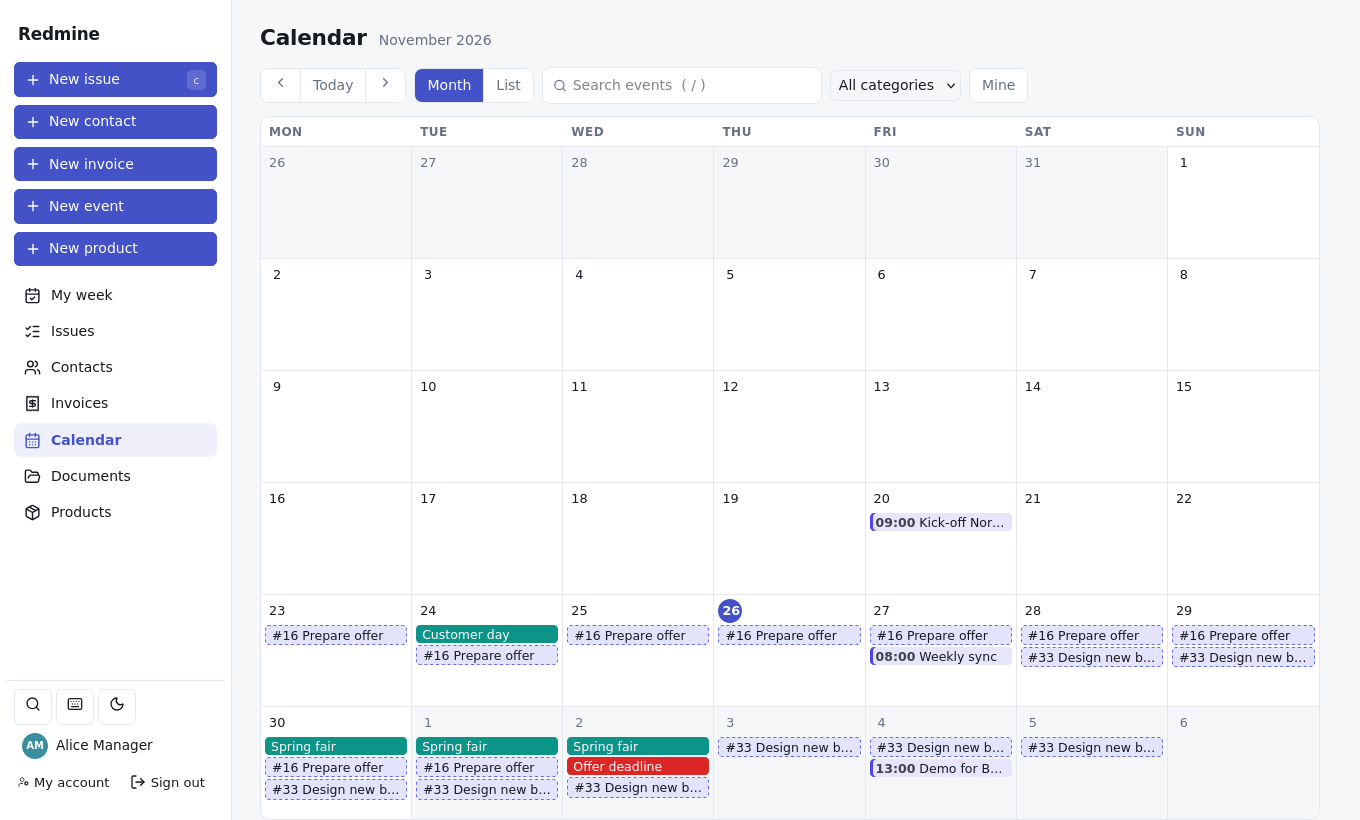 Redmine
New issue c
New contact
New invoice
New event
New product
My week
Issues
Contacts
Invoices
Calendar
Documents
Products
AM Alice Manager
My account Sign out
Calendar November 2026
Today Month List Search events ( / ) All categories Mine
MON TUE WED THU FRI SAT SUN
26 27 28 29 30 31 1
2 3 4 5 6 7 8
9 10 11 12 13 14 15
16 17 18 19 20 21 22
09:00 Kick-off Nor...
23 24 25 26 27 28 29
#16 Prepare offer Customer day #16 Prepare offer #16 Prepare offer #16 Prepare offer #16 Prepare offer #16 Prepare offer
#16 Prepare offer 08:00 Weekly sync #33 Design new b... #33 Design new b...
30 1 2 3 4 5 6
Spring fair Spring fair Spring fair #33 Design new b... #33 Design new b... #33 Design new b...
#16 Prepare offer #16 Prepare offer Offer deadline 13:00 Demo for B...
#33 Design new b... #33 Design new b... #33 Design new b...